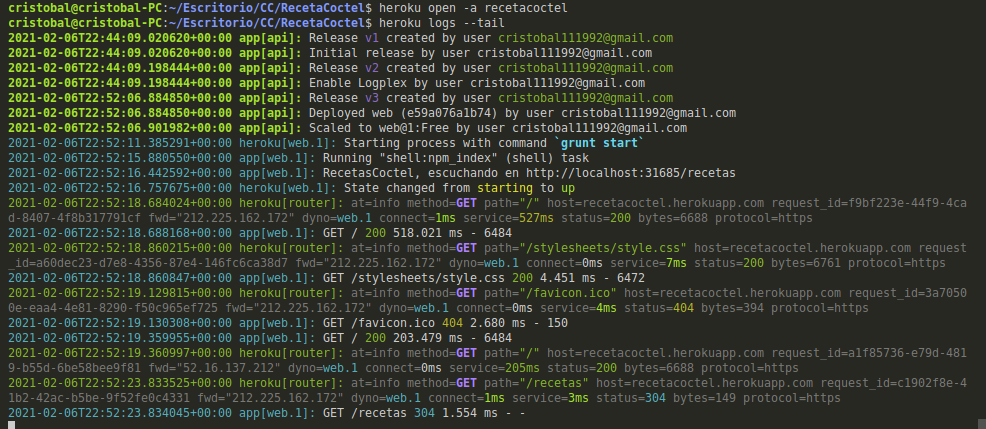 cristobal@cristobal-PC:~/Escritorio/CC/RecetaCoctel$ heroku open -a recetacoctel
cristobal@cristobal-PC:~/Escritorio/CC/RecetaCoctel$ heroku logs --tail
2021-02-06T22:44:09.020620+00:00 app[api]: Release v1 created by user cristobal111992@gmail.com
2021-02-06T22:44:09.020620+00:00 app[api]: Initial release by user cristobal111992@gmail.com
2021-02-06T22:44:09.198444+00:00 app[api]: Release v2 created by user cristobal111992@gmail.com
2021-02-06T22:44:09.198444+00:00 app[api]: Enable Logplex by user cristobal111992@gmail.com
2021-02-06T22:52:06.884850+00:00 app[api]: Release v3 created by user cristobal111992@gmail.com
2021-02-06T22:52:06.884850+00:00 app[api]: Deployed web (e59a076a1b74) by user cristobal111992@gmail.com
2021-02-06T22:52:06.901982+00:00 app[api]: Scaled to web@1:Free by user cristobal111992@gmail.com
2021-02-06T22:52:11.385291+00:00 heroku[web.1]: Starting process with command `grunt start`
2021-02-06T22:52:15.880550+00:00 app[web.1]: Running "shell:npm_index" (shell) task
2021-02-06T22:52:16.442592+00:00 app[web.1]: RecetasCoctel, escuchando en http://localhost:31685/recetas
2021-02-06T22:52:16.757675+00:00 heroku[web.1]: State changed from starting to up
2021-02-06T22:52:18.684024+00:00 heroku[router]: at=info method=GET path="/" host=recetacoctel.herokuapp.com request_id=f9bf223e-44f9-4ca
d-8407-4f8b317791cf fwd="212.225.162.172" dyno=web.1 connect=1ms service=527ms status=200 bytes=6688 protocol=https
2021-02-06T22:52:18.688168+00:00 app[web.1]: GET / 200 518.021 ms - 6484
2021-02-06T22:52:18.860215+00:00 heroku[router]: at=info method=GET path="/stylesheets/style.css" host=recetacoctel.herokuapp.com request
_id=a60dec23-d7e8-4356-87e4-146fc6ca38d7 fwd="212.225.162.172" dyno=web.1 connect=0ms service=7ms status=200 bytes=6761 protocol=https
2021-02-06T22:52:18.860847+00:00 app[web.1]: GET /stylesheets/style.css 200 4.451 ms - 6472
2021-02-06T22:52:19.129815+00:00 heroku[router]: at=info method=GET path="/favicon.ico" host=recetacoctel.herokuapp.com request_id=3a7050
0e-eaa4-4e81-8290-f50c965ef725 fwd="212.225.162.172" dyno=web.1 connect=0ms service=4ms status=404 bytes=394 protocol=https
2021-02-06T22:52:19.130308+00:00 app[web.1]: GET /favicon.ico 404 2.680 ms - 150
2021-02-06T22:52:19.359955+00:00 app[web.1]: GET / 200 203.479 ms - 6484
2021-02-06T22:52:19.360997+00:00 heroku[router]: at=info method=GET path="/" host=recetacoctel.herokuapp.com request_id=a1f85736-e79d-481
9-b55d-6be58bee9f81 fwd="52.16.137.212" dyno=web.1 connect=0ms service=205ms status=200 bytes=6688 protocol=https
2021-02-06T22:52:23.833525+00:00 heroku[router]: at=info method=GET path="/recetas" host=recetacoctel.herokuapp.com request_id=c1902f8e-4
1b2-42ac-b5be-9f52fe0c4331 fwd="212.225.162.172" dyno=web.1 connect=1ms service=3ms status=304 bytes=149 protocol=https
2021-02-06T22:52:23.834045+00:00 app[web.1]: GET /recetas 304 1.554 ms - -